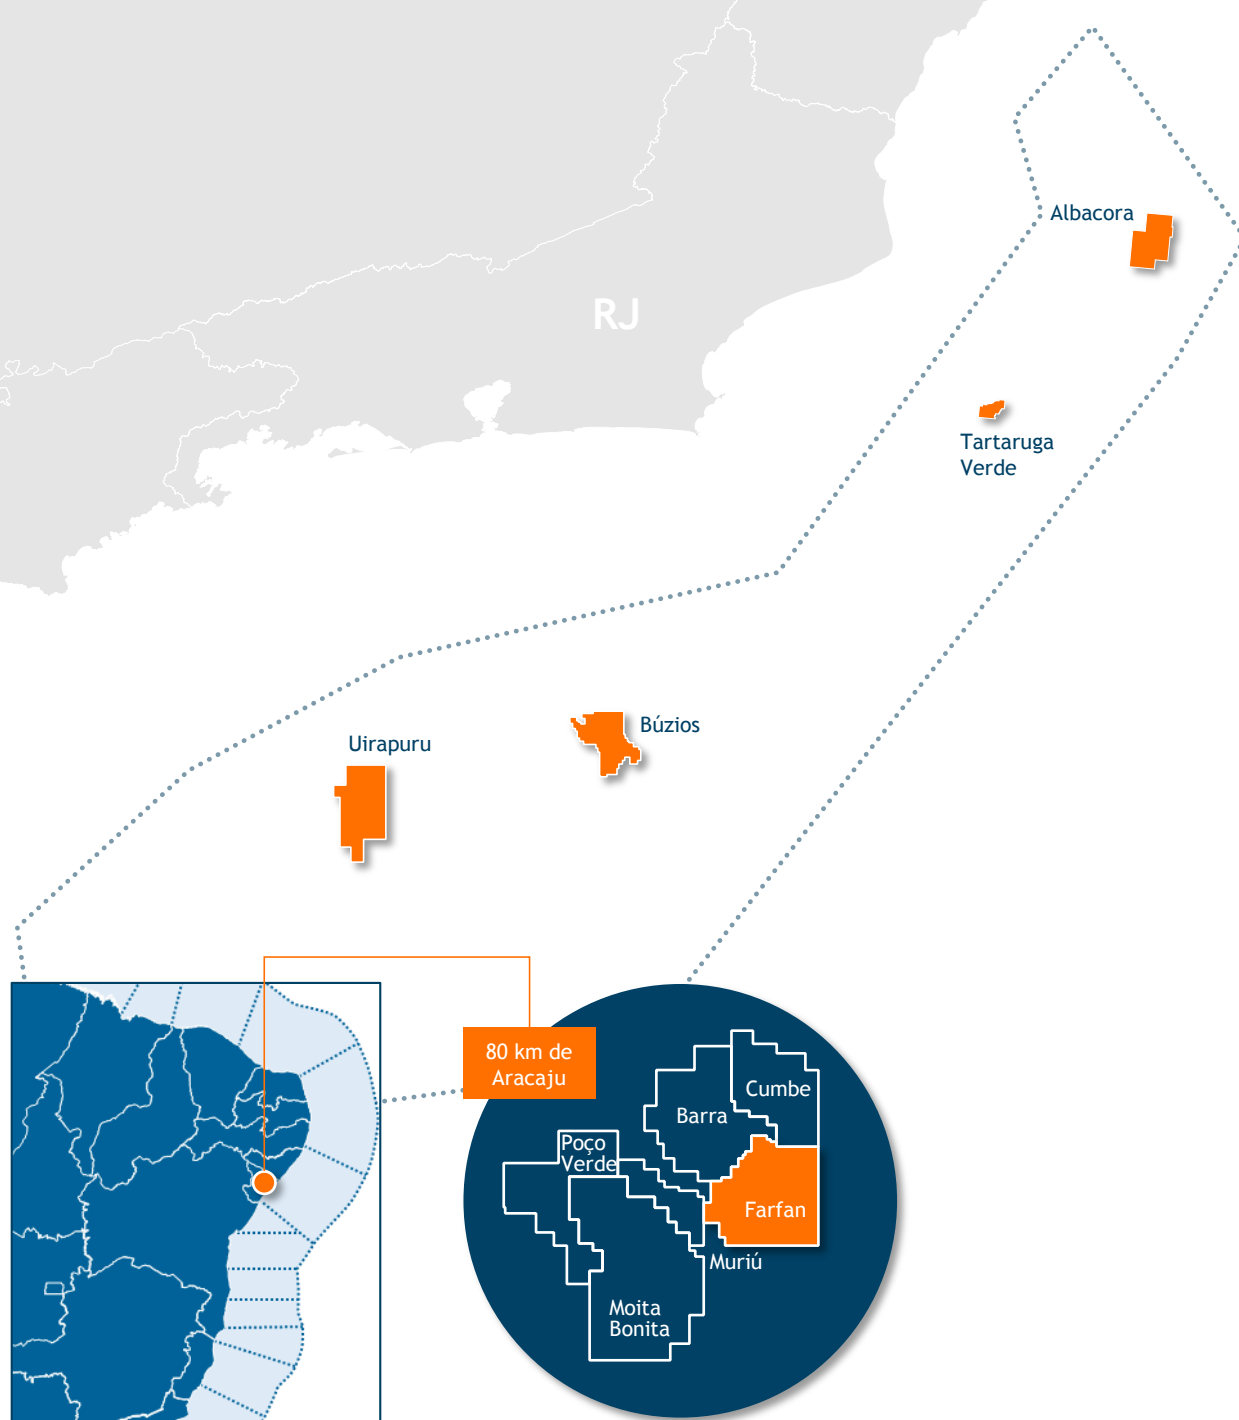 Albacora
RJ
Tartaruga
Verde
Búzios
Uirapuru
80 km de
Aracaju
Cumbe
Barra
Poço
Verde
Farfan
Muriú
Moita
Bonita